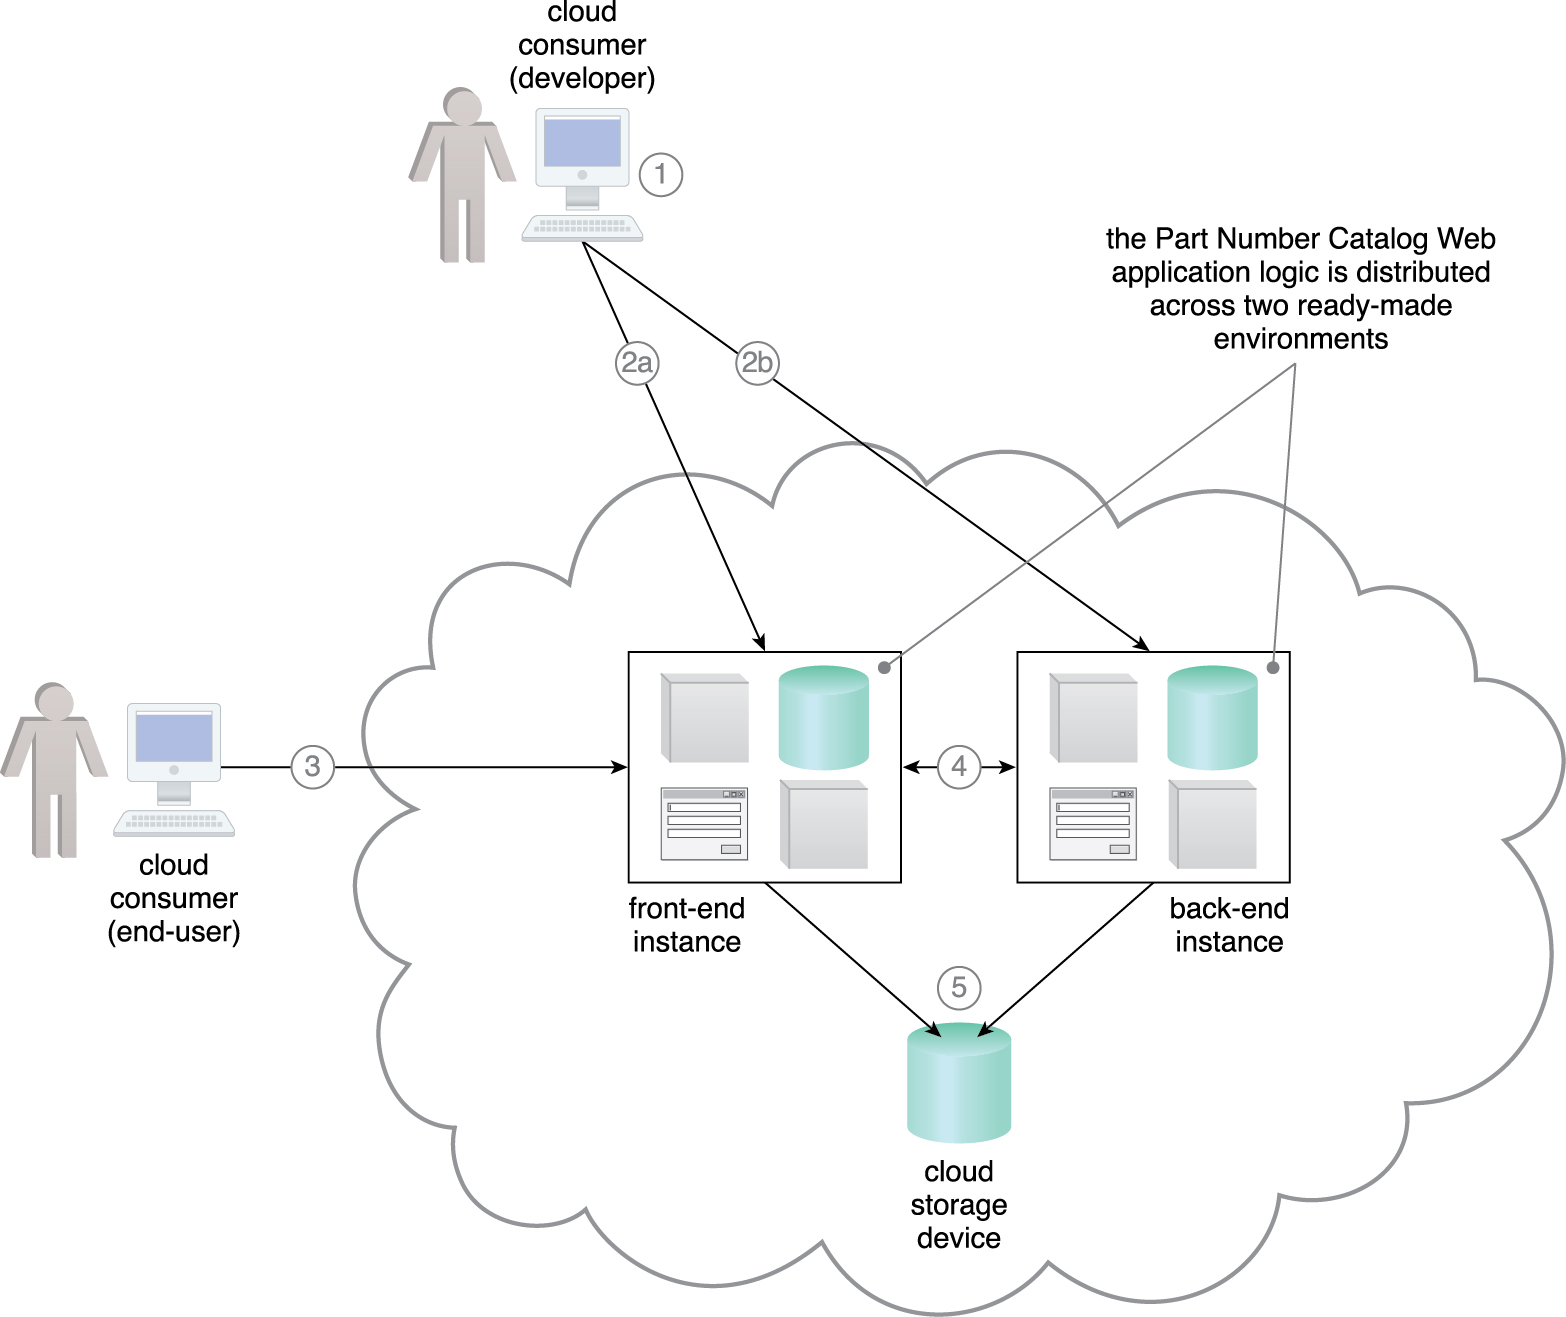 cloud
consumer
(developer)
1
the Part Number Catalog Web
application logic is distributed
across two ready-made
environments
2a
2b
3
4
cloud
consumer
(end-user)
front-end
instance
back-end
instance
5
cloud
storage
device